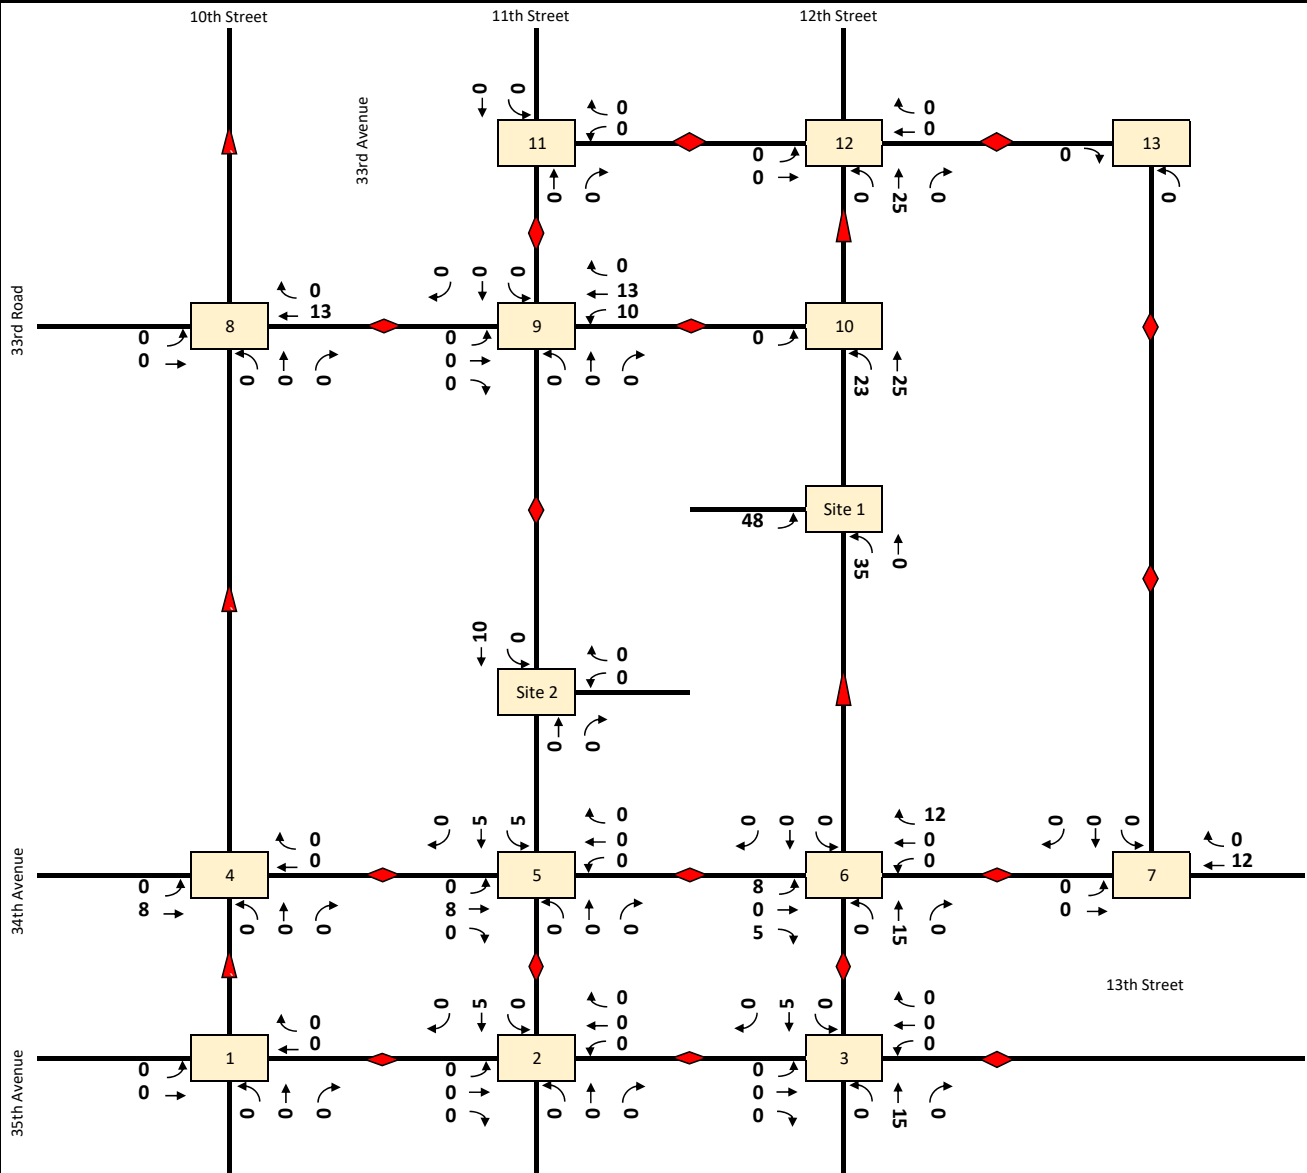 10th Street 11th Street 12th Street
33rd Avenue
0 0 0 0
0 0
11 12 13
0 0 0
0 0 25 0 0
0
0 0 0 0
0 13 13
10
33rd Road
8 9 10
0 0 0
0 0
0 0 0 0 0 0 0 23 25
Site 1
48
0
35
10 0 0
0
Site 2
0 0
0 5 5 0 0 0 0 12 0 0 0 0
0 0 0 0 12
0 0
34th Avenue
4 5 6 7
0 0 8 0
8 8 0 0
0 0 0 0 0 0 0 5 0 15 0
13th Street
0 5 0 0 0 5 0 0
0 0 0
0 0 0
35th Avenue
1 2 3
0 0 0
0 0 0
0 0 0 0 0 0 0 0 0 15 0